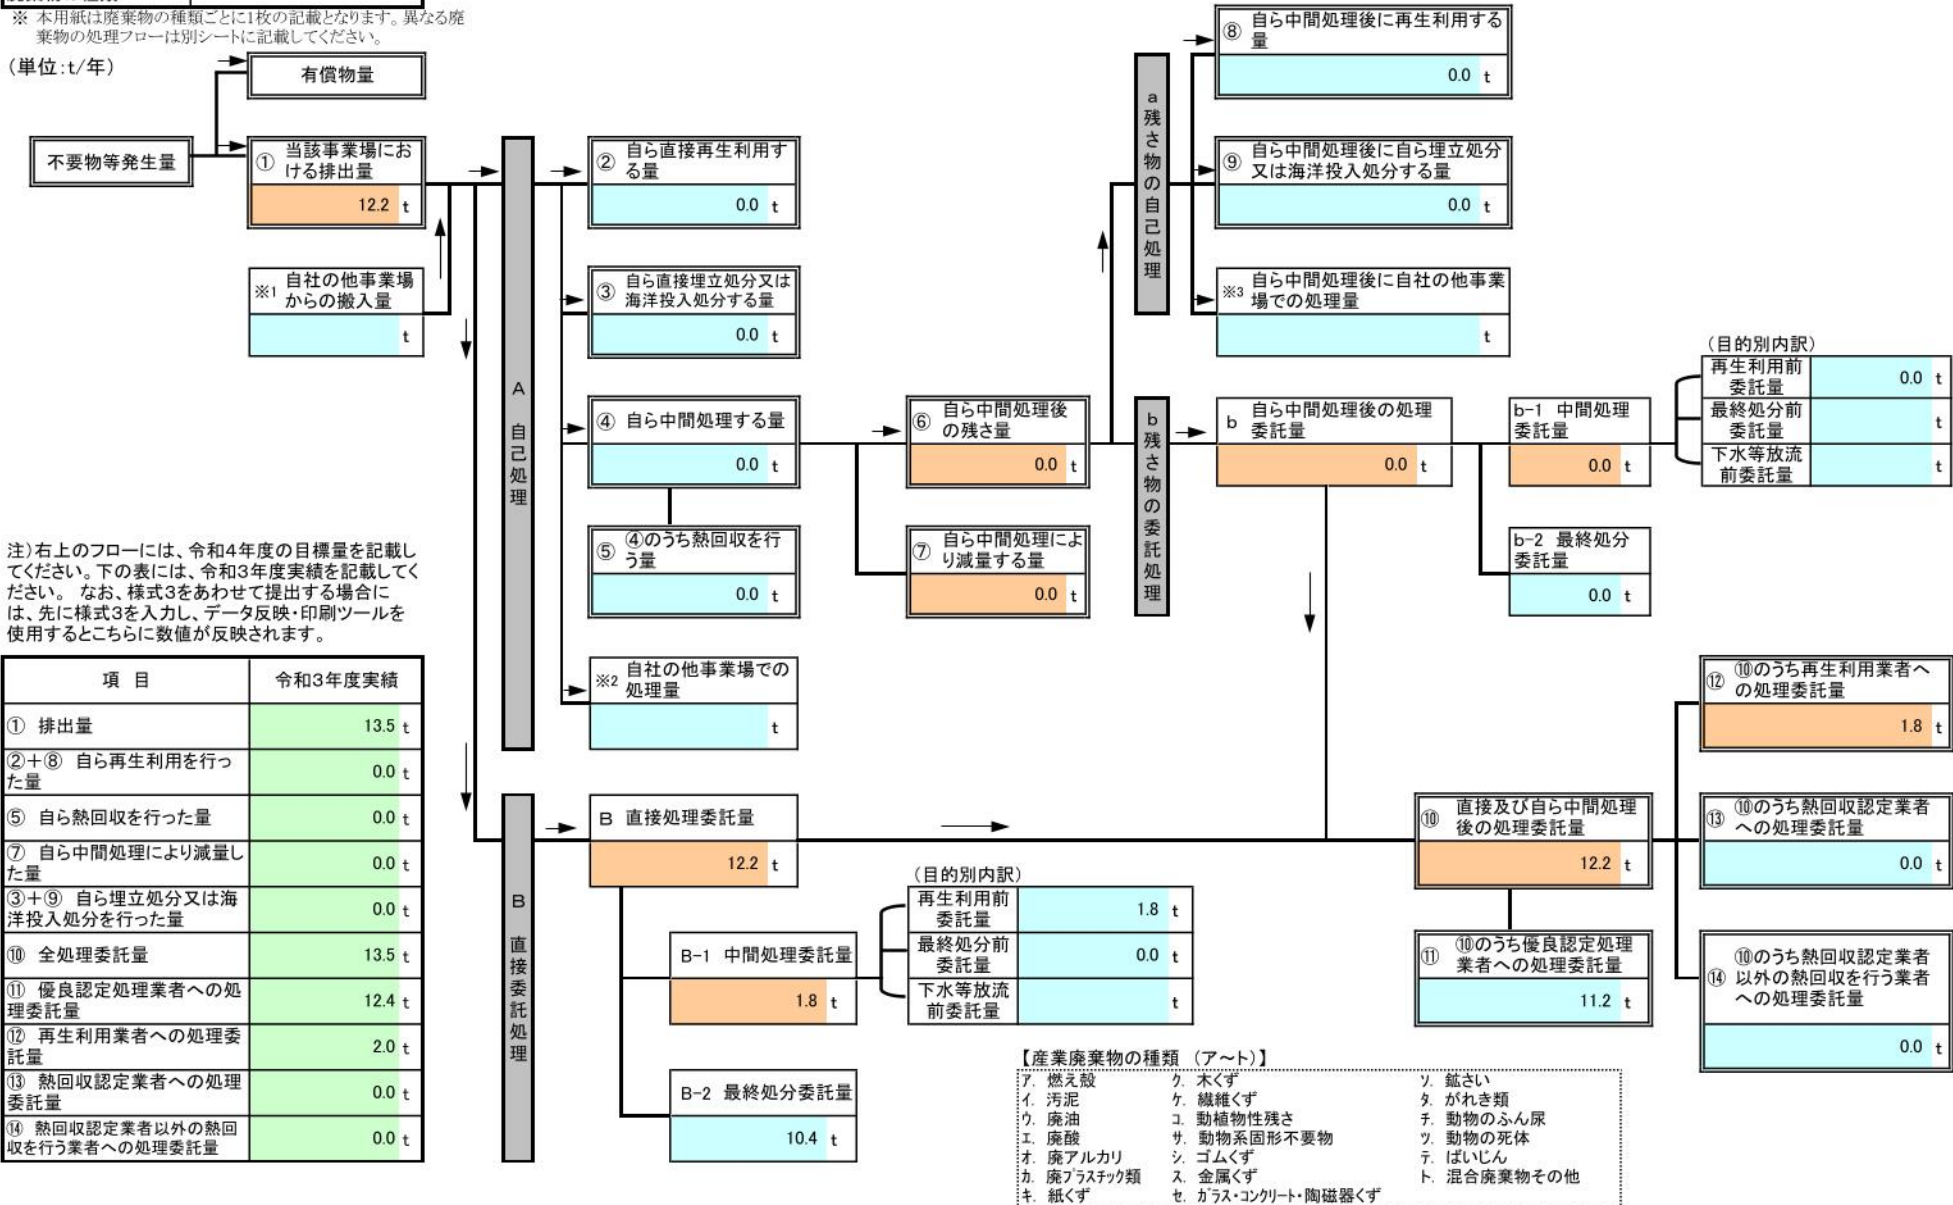 ※ 本用紙は廃棄物の種類ごとに1枚の記載となります。異なる廃
棄物の処理フローは別シートに記載してください。
(単位:t/年)
有償物量
不要物等発生量
① 当該事業場にお
ける排出量
12.2 t
※1 自社の他事業場
からの搬入量
t
A 自己処理
② 自ら直接再生利用す
る量
0.0 t
③ 自ら直接埋立処分又は
海洋投入処分する量
0.0 t
④ 自ら中間処理する量
0.0 t
⑤ ④のうち熱回収を行
う量
0.0 t
※2 自社の他事業場での
処理量
t
⑥ 自ら中間処理後
の残さ量
0.0 t
⑦ 自ら中間処理によ
り減量する量
0.0 t
a 残さ物の自己処理
⑧ 自ら中間処理後に再生利用する
量
0.0 t
⑨ 自ら中間処理後に自ら埋立処分
又は海洋投入処分する量
0.0 t
※3 自ら中間処理後に自社の他事業
場での処理量
t
b 残さ物の委託処理
b 自ら中間処理後の処理
委託量
0.0 t
b-1 中間処理
委託量
0.0 t
(目的別内訳)
再生利用前
委託量
0.0 t
最終処分前
委託量
t
下水等放流
前委託量
t
b-2 最終処分
委託量
0.0 t
注)右上のフローには、令和4年度の目標量を記載し
てください。下の表には、令和3年度実績を記載してく
ださい。 なお、様式3をあわせて提出する場合に
は、先に様式3を入力し、データ反映・印刷ツールを
使用するとこちらに数値が反映されます。
項 目 令和3年度実績
① 排出量 13.5 t
②+⑧ 自ら再生利用を行っ
た量
0.0 t
⑤ 自ら熱回収を行った量 0.0 t
⑦ 自ら中間処理により減量し
た量
0.0 t
③+⑨ 自ら埋立処分又は海
洋投入処分を行った量
0.0 t
⑩ 全処理委託量 13.5 t
⑪ 優良認定処理業者への処
理委託量
12.4 t
⑫ 再生利用業者への処理委
託量
2.0 t
⑬ 熱回収認定業者への処理
委託量
0.0 t
⑭ 熱回収認定業者以外の熱回
収を行う業者への処理委託量
0.0 t
B 直接委託処理
B 直接処理委託量
12.2 t
B-1 中間処理委託量
1.8 t
(目的別内訳)
再生利用前
委託量
1.8 t
最終処分前
委託量
0.0 t
下水等放流
前委託量
t
B-2 最終処分委託量
10.4 t
⑩ 直接及び自ら中間処理
後の処理委託量
12.2 t
⑪ ⑩のうち優良認定処理
業者への処理委託量
11.2 t
⑫ ⑩のうち再生利用業者へ
の処理委託量
1.8 t
⑬ ⑩のうち熱回収認定業者
への処理委託量
0.0 t
⑭ ⑩のうち熱回収認定業者
以外の熱回収を行う業者
への処理委託量
0.0 t
【産業廃棄物の種類 (ア~ト)】
ア. 燃え殻 ク. 木くず ソ. 鉱さい
イ. 汚泥 ケ. 繊維くず タ. がれき類
ウ. 廃油 コ. 動植物性残さ チ. 動物のふん尿
エ. 廃酸 サ. 動物系固形不要物 ツ. 動物の死体
オ. 廃アルカリ シ. ゴムくず テ. ばいじん
カ. 廃プラスチック類 ス. 金属くず ト. 混合廃棄物その他
キ. 紙くず セ. ガラス・コンクリート・陶磁器くず